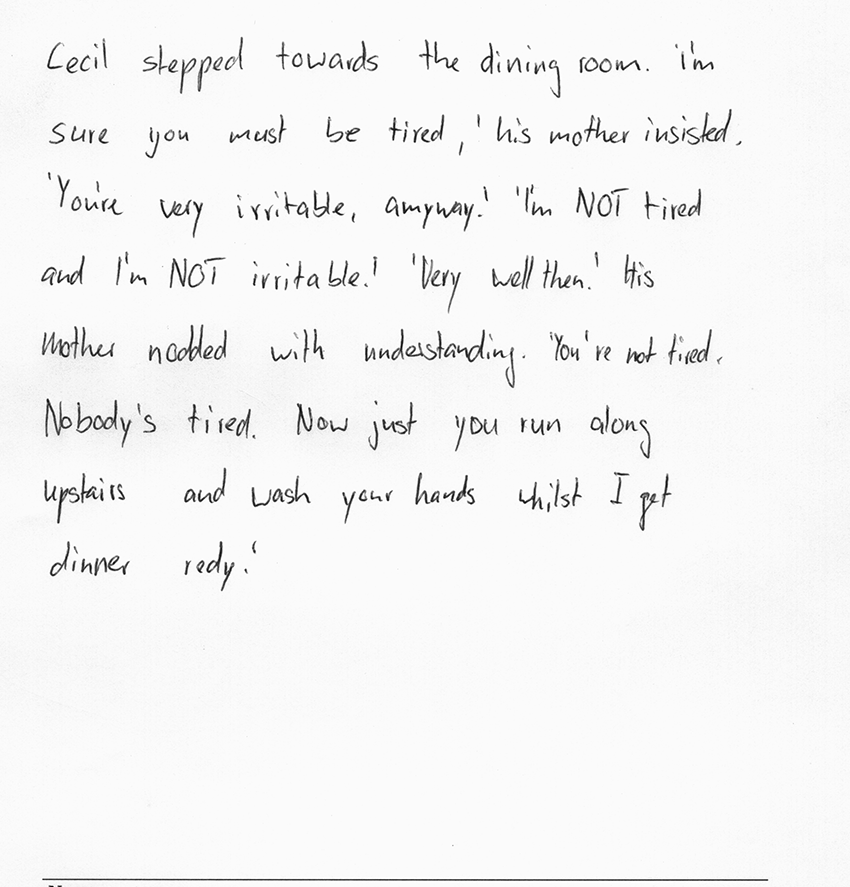 Cecil stepped towards the dining room. 'I'm
sure you must be tired,' his mother insisted.
'You're very irritable, anyway.' 'I'm NOT tired
and I'm NOT irritable.' 'Very well then.' His
mother nodded with understanding. 'You're not tired.
Nobody's tired. Now just you run along
upstairs and wash your hands whilst I get
dinner redy.'